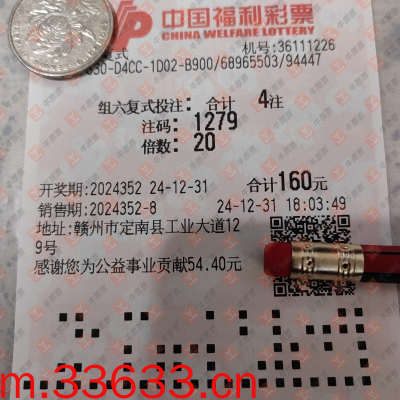 中国福利彩票
CHINA WELFARE LOTTERY
式 机号:36111226
D4CC-1D02-B900/68965503/94447
组六复式投注: 合计 4注
注码: 1279
倍数: 20
开奖期:2024352 24-12-31 合计160元
销售期:2024352-8 24-12-31 18:03:49
地址:赣州市定南县工业大道12
9号
感谢您为公益事业贡献54.40元
m.33633.cn